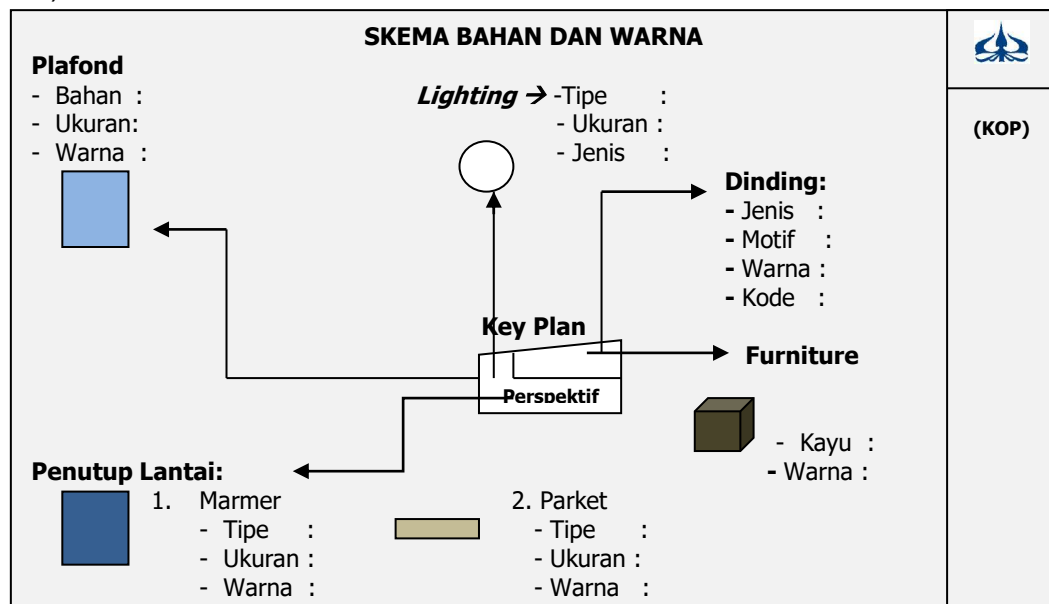 SKEMA BAHAN DAN WARNA
Plafond
- Bahan :
- Ukuran:
- Warna :
Lighting → -Tipe :
- Ukuran :
- Jenis :
(KOP)
Dinding:
- Jenis :
- Motif :
- Warna :
- Kode :
Key Plan
Perspektif
Furniture
- Kayu :
- Warna :
Penutup Lantai:
1. Marmer
- Tipe :
- Ukuran :
- Warna :
2. Parket
- Tipe :
- Ukuran :
- Warna :